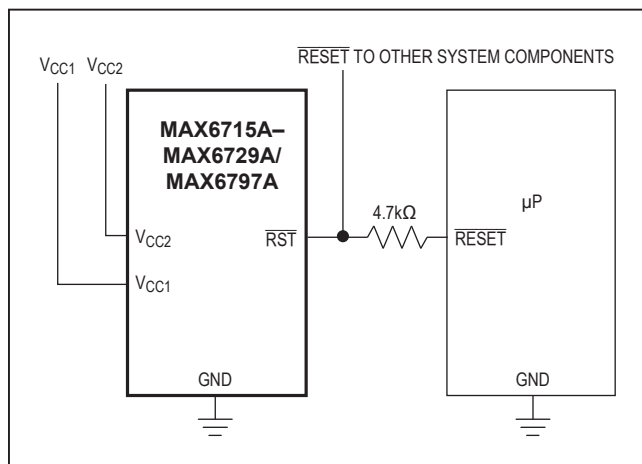 RESET TO OTHER SYSTEM COMPONENTS
VCC1 VCC2
MAX6715A–
MAX6729A/
MAX6797A
µP
4.7kΩ
VCC2
RST
RESET
VCC1
GND
GND